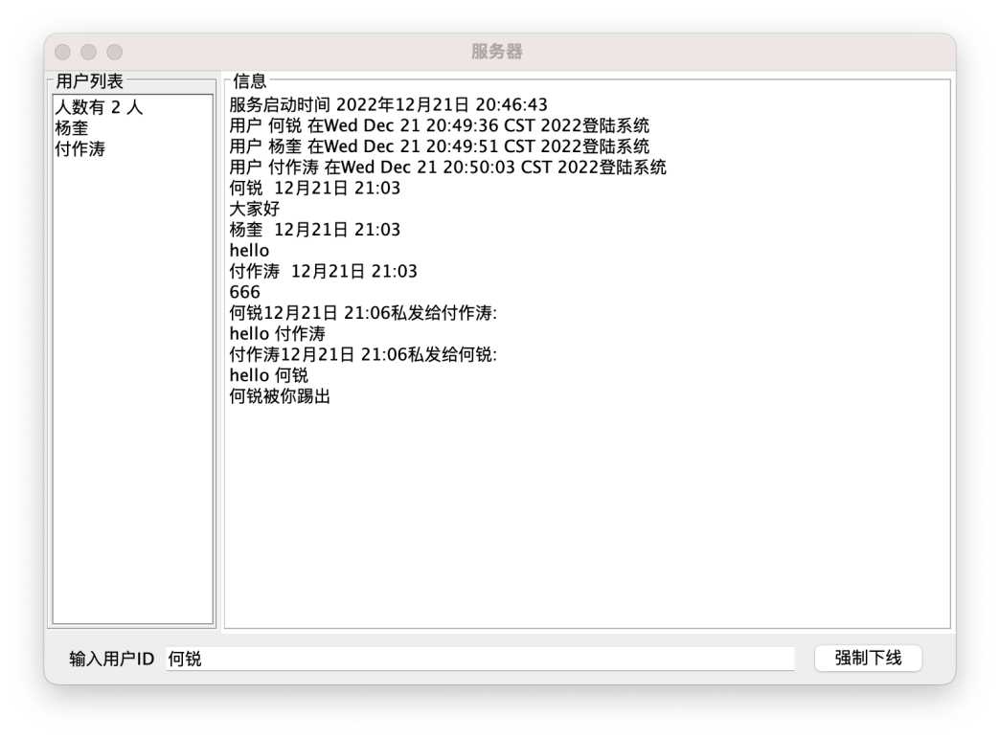 服务器
用户列表
人数有 2 人
杨奎
付作涛
信息
服务启动时间 2022年12月21日 20:46:43
用户 何锐 在Wed Dec 21 20:49:36 CST 2022登陆系统
用户 杨奎 在Wed Dec 21 20:49:51 CST 2022登陆系统
用户 付作涛 在Wed Dec 21 20:50:03 CST 2022登陆系统
何锐  12月21日 21:03
大家好
杨奎  12月21日 21:03
hello
付作涛  12月21日 21:03
666
何锐12月21日 21:06私发给付作涛:
hello 付作涛
付作涛12月21日 21:06私发给何锐:
hello 何锐
何锐被你踢出
输入用户ID 何锐 强制下线